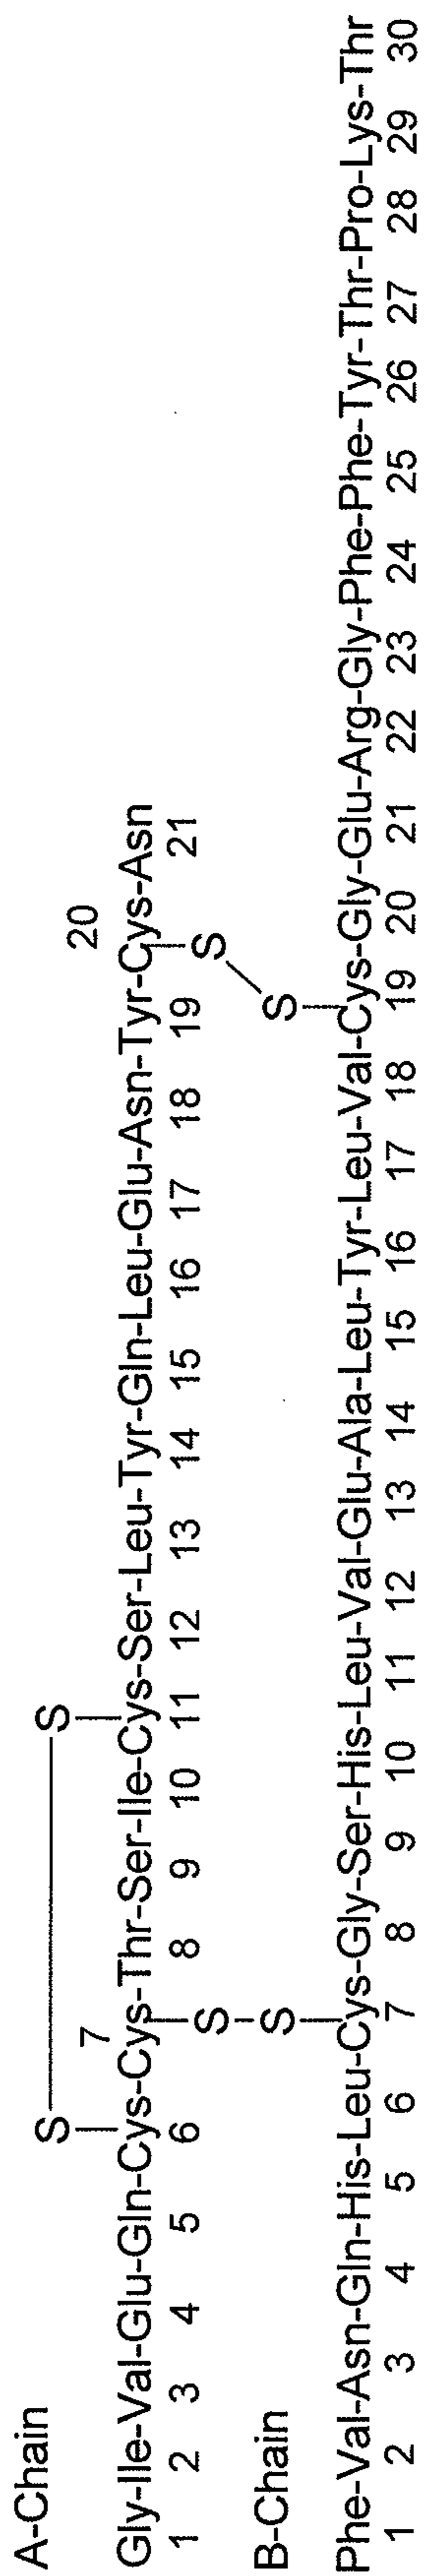 A-Chain
S S
7 20
Gly-Ile-Val-Glu-Gln-Cys-Cys-Thr-Ser-Ile-Cys-Ser-Leu-Tyr-Gln-Leu-Glu-Asn-Tyr-Cys-Asn
1 2 3 4 5 6 8 9 10 11 12 13 14 15 16 17 18 19 21
S S
S S
B-Chain
Phe-Val-Asn-Gln-His-Leu-Cys-Gly-Ser-His-Leu-Val-Glu-Ala-Leu-Tyr-Leu-Val-Cys-Gly-Glu-Arg-Gly-Phe-Phe-Tyr-Thr-Pro-Lys-Thr
1 2 3 4 5 6 7 8 9 10 11 12 13 14 15 16 17 18 19 20 21 22 23 24 25 26 27 28 29 30